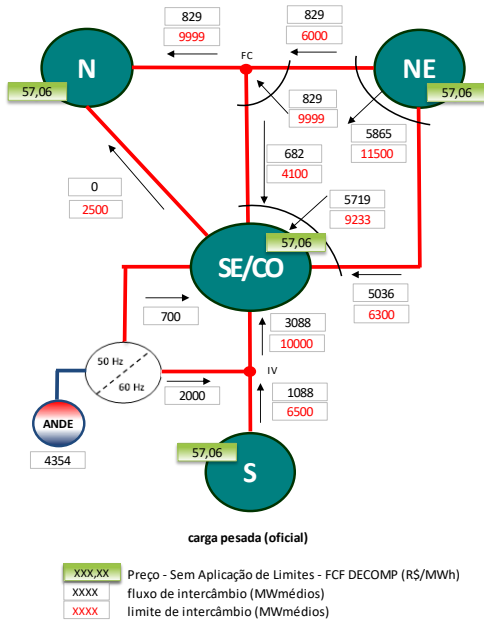 829
9999
829
6000
FC
N
NE
57,06
57,06
829
9999
5865
11500
682
4100
0
2500
5719
9233
57,06
SE/CO
5036
6300
700
3088
10000
50 Hz
60 Hz
IV
2000
1088
6500
ANDE
4354
57,06
S
carga pesada (oficial)
XXX,XX Preço - Sem Aplicação de Limites - FCF DECOMP (R$/MWh)
XXXX fluxo de intercâmbio (MWmédios)
XXXX limite de intercâmbio (MWmédios)